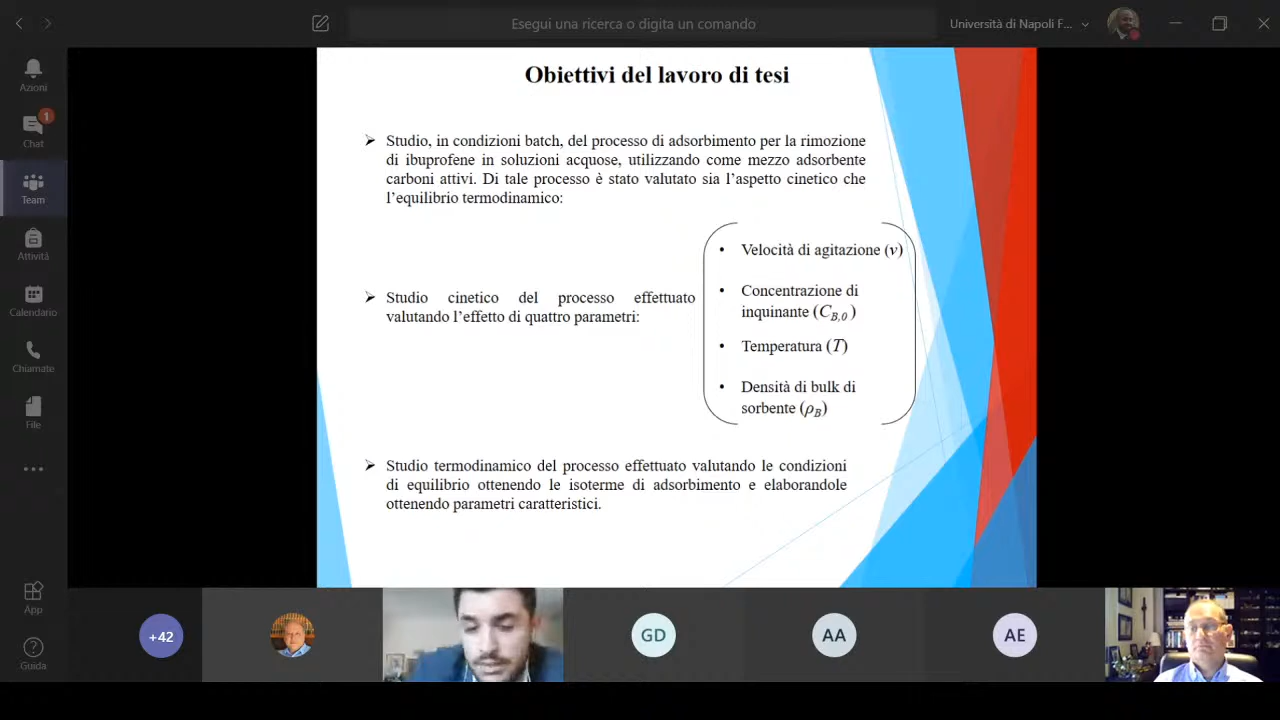 Esegui una ricerca o digita un comando
Università di Napoli F...
Azioni
1
Chat
Team
Attività
Calendario
Chiamate
File
App
Guida
Obiettivi del lavoro di tesi
➢ Studio, in condizioni batch, del processo di adsorbimento per la rimozione
di ibuprofene in soluzioni acquose, utilizzando come mezzo adsorbente
carboni attivi. Di tale processo è stato valutato sia l’aspetto cinetico che
l’equilibrio termodinamico:
➢ Studio cinetico del processo effettuato
valutando l’effetto di quattro parametri:
• Velocità di agitazione (v)
• Concentrazione di
inquinante (C_B,0)
• Temperatura (T)
• Densità di bulk di
sorbente (ρ_B)
➢ Studio termodinamico del processo effettuato valutando le condizioni
di equilibrio ottenendo le isoterme di adsorbimento e elaborandole
ottenendo parametri caratteristici.
+42
GD
AA
AE